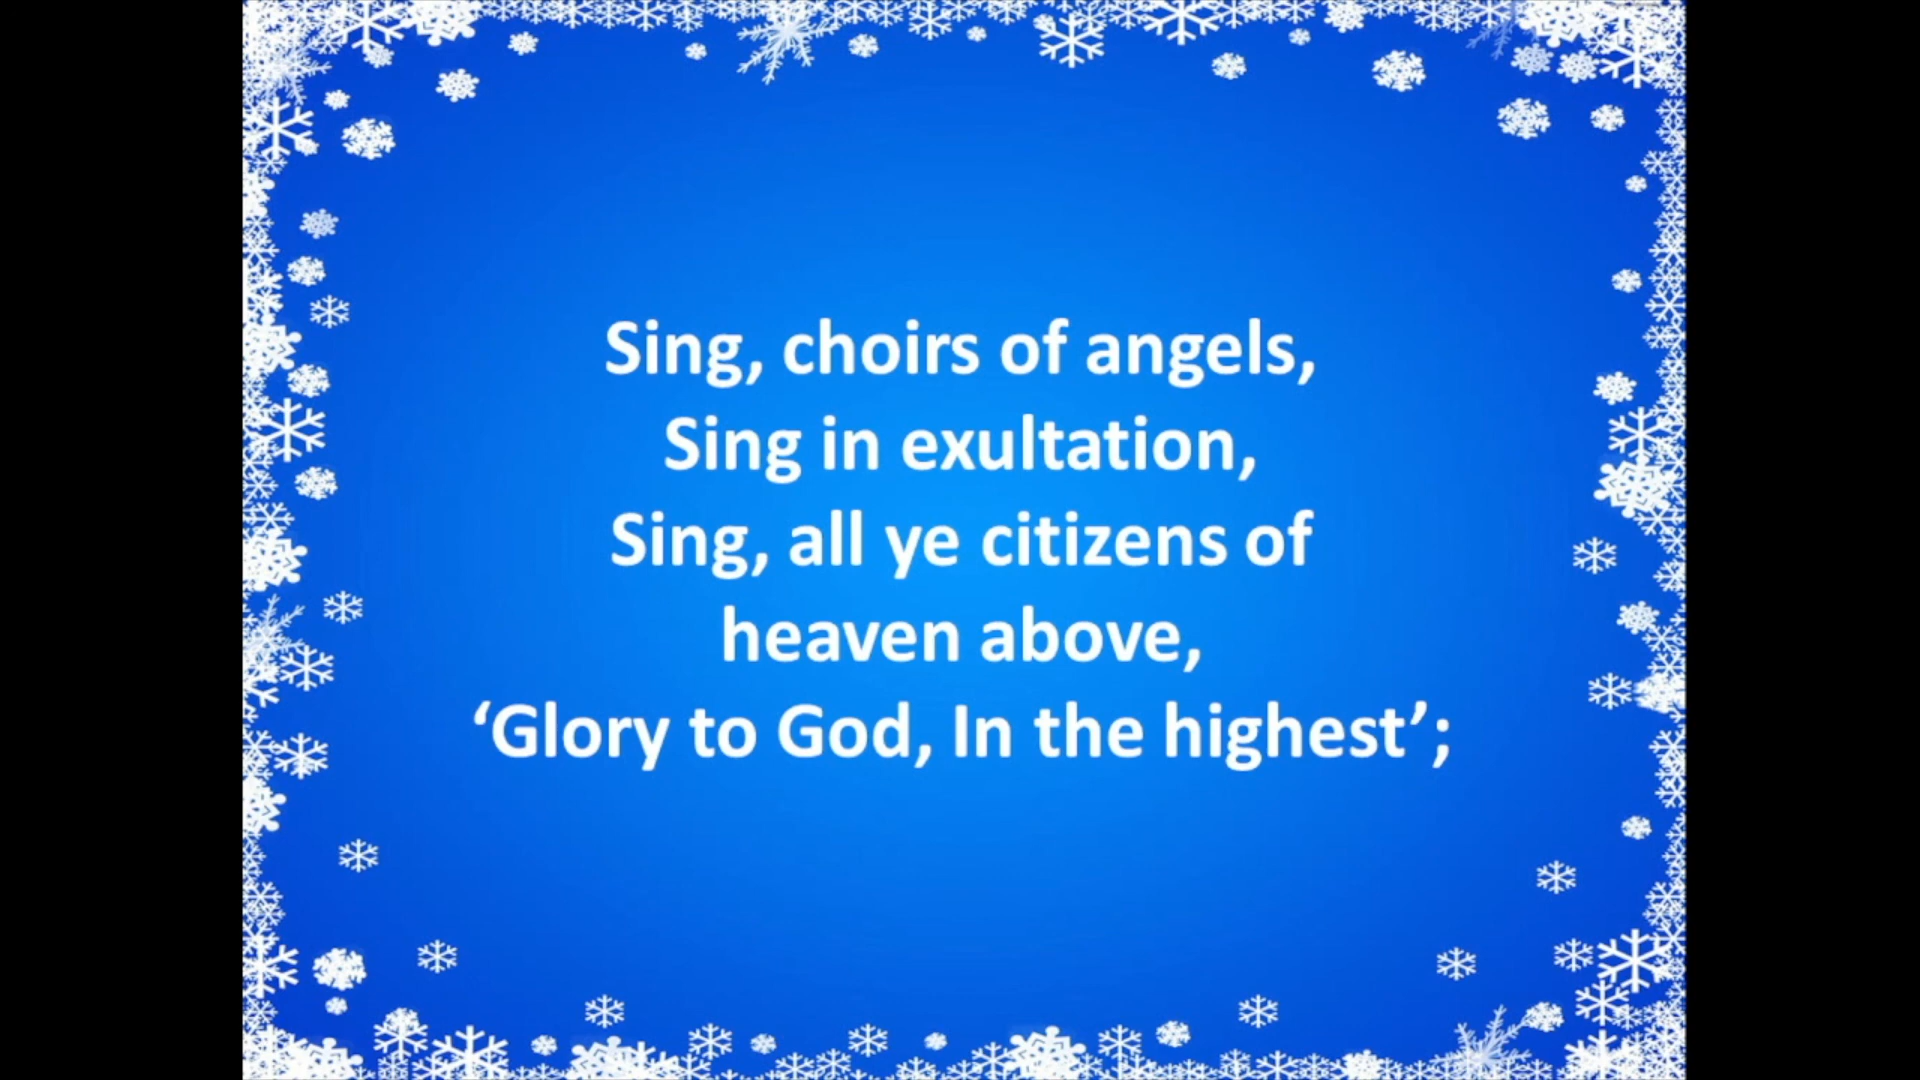 Sing, choirs of angels,
Sing in exultation,
Sing, all ye citizens of
heaven above,
‘Glory to God, In the highest’;